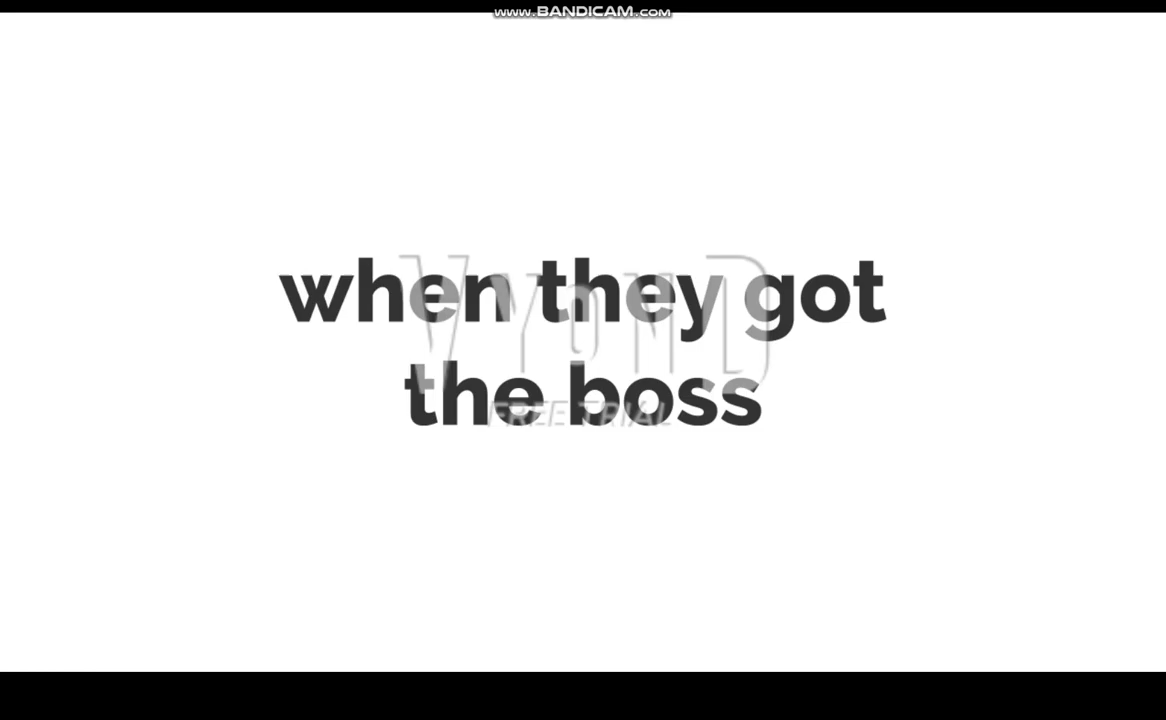 www.BANDICAM.com
when they got
the boss
VYOND
FREE TRIAL